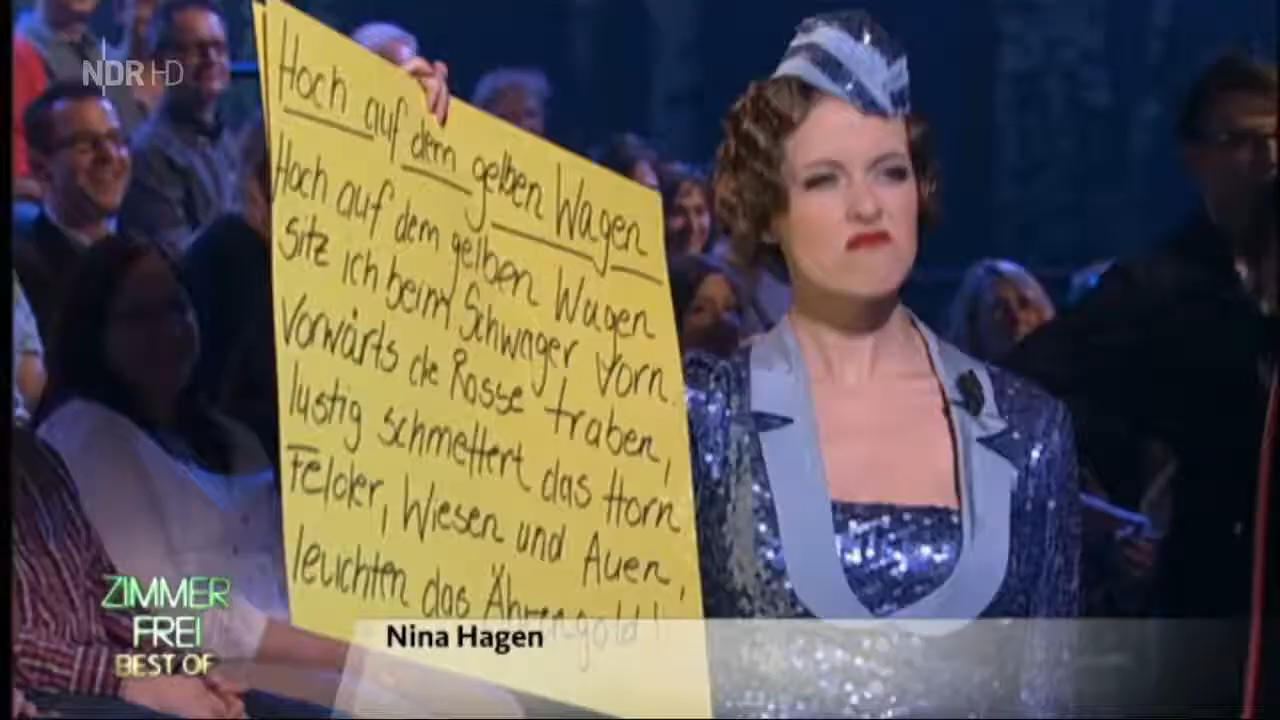 NDR HD
Hoch auf dem gelben Wagen
Hoch auf dem gelben Wagen
sitz ich beim Schwager vorn.
Vorwärts die Rosse traben,
lustig schmettert das Horn
Felder, Wiesen und Auen,
leuchten das Ährengold!
Nina Hagen
ZIMMER
FREI
BEST OF